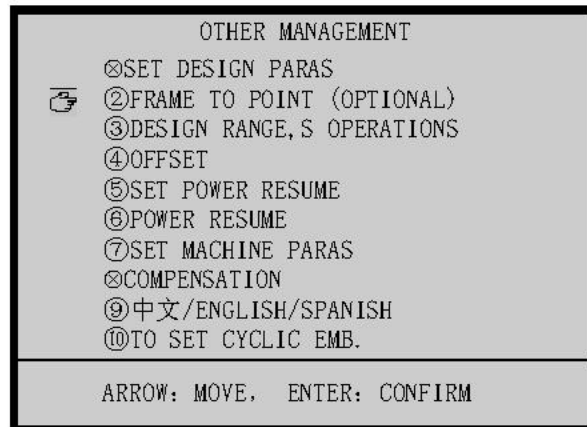 OTHER MANAGEMENT
⊗SET DESIGN PARAS
②FRAME TO POINT (OPTIONAL)
③DESIGN RANGE,S OPERATIONS
④OFFSET
⑤SET POWER RESUME
⑥POWER RESUME
⑦SET MACHINE PARAS
⊗COMPENSATION
⑨中文/ENGLISH/SPANISH
⑩TO SET CYCLIC EMB.
ARROW: MOVE, ENTER: CONFIRM